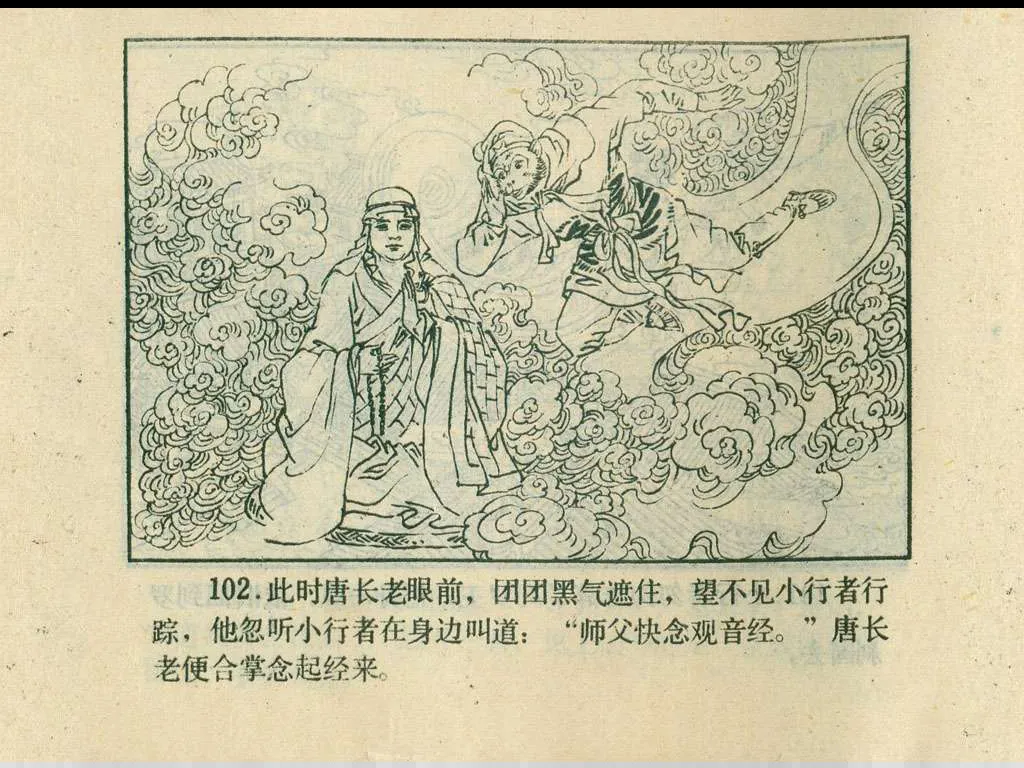 102.此时唐长老眼前，团团黑气遮住，望不见小行者行
踪，他忽听小行者在身边叫道：“师父快念观音经。”唐长
老便合掌念起经来。